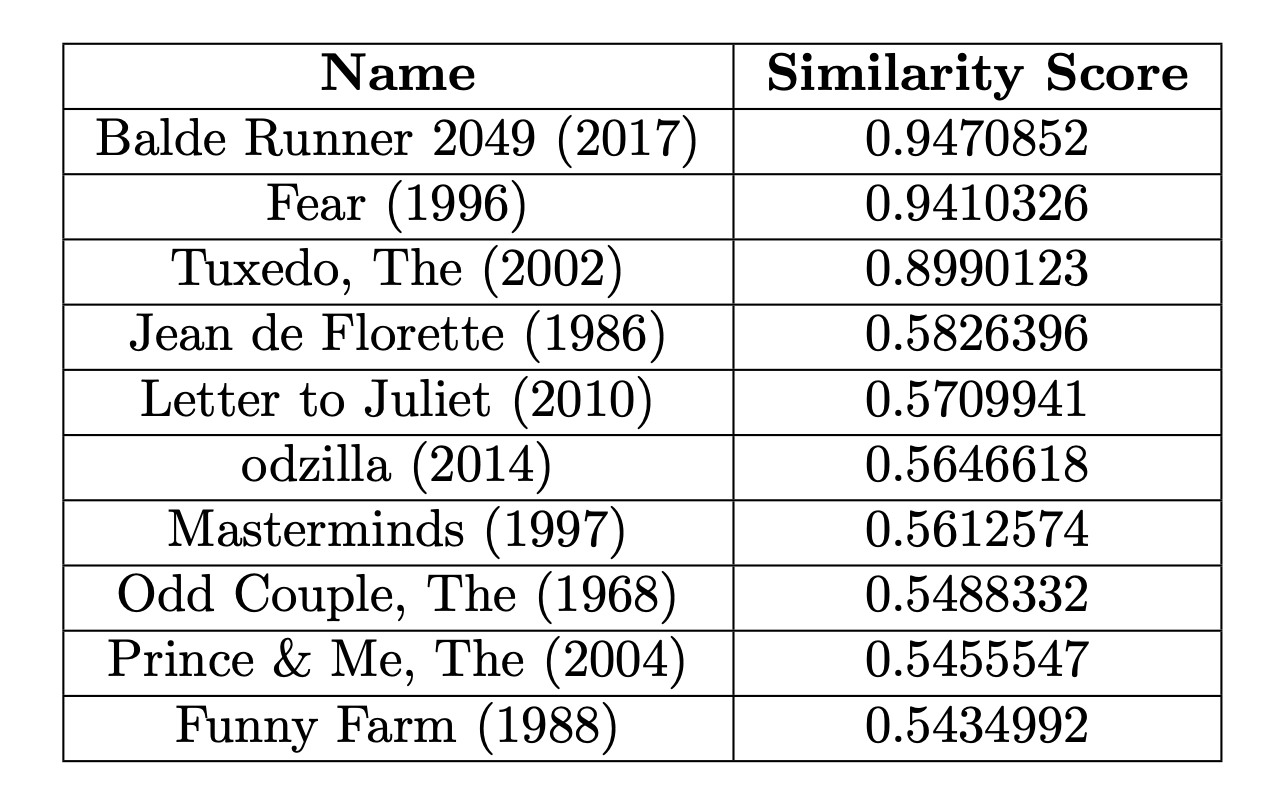 Name Similarity Score
Balde Runner 2049 (2017) 0.9470852
Fear (1996) 0.9410326
Tuxedo, The (2002) 0.8990123
Jean de Florette (1986) 0.5826396
Letter to Juliet (2010) 0.5709941
odzilla (2014) 0.5646618
Masterminds (1997) 0.5612574
Odd Couple, The (1968) 0.5488332
Prince & Me, The (2004) 0.5455547
Funny Farm (1988) 0.5434992